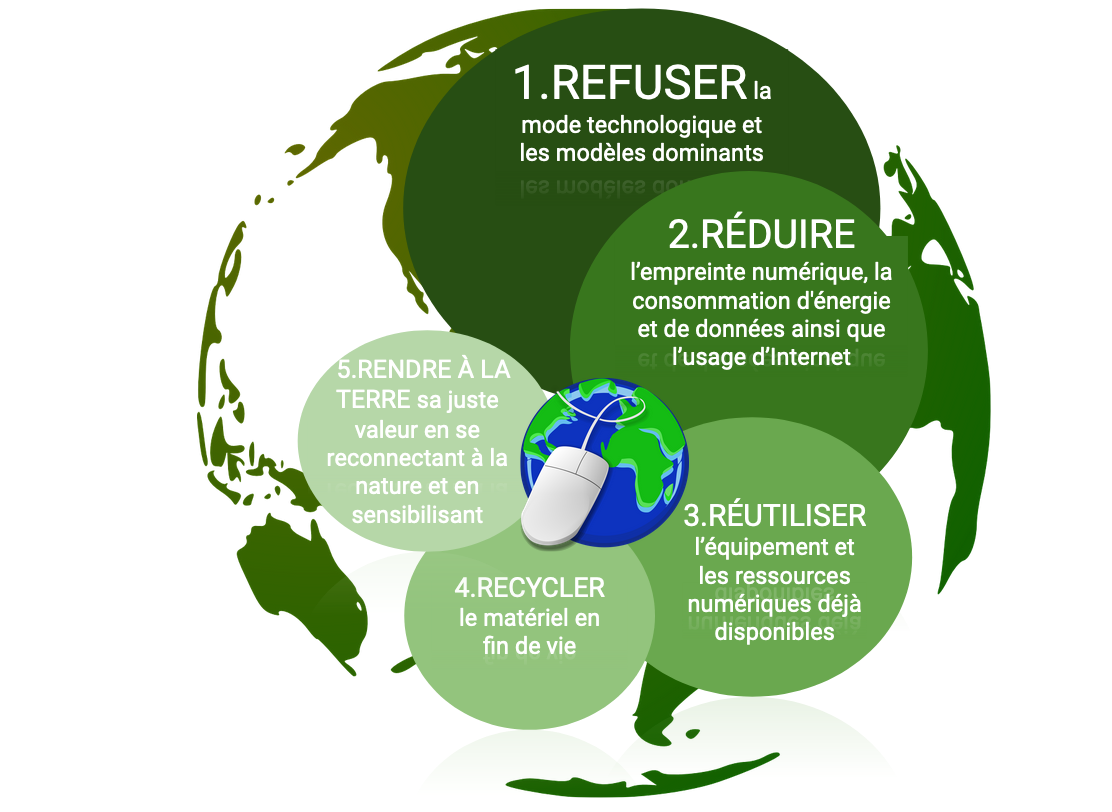 1.REFUSER la
mode technologique et
les modèles dominants
2.RÉDUIRE
l’empreinte numérique, la
consommation d'énergie
et de données ainsi que
l’usage d’Internet
3.RÉUTILISER
l’équipement et
les ressources
numériques déjà
disponibles
4.RECYCLER
le matériel en
fin de vie
5.RENDRE À LA
TERRE sa juste
valeur en se
reconnectant à la
nature et en
sensibilisant